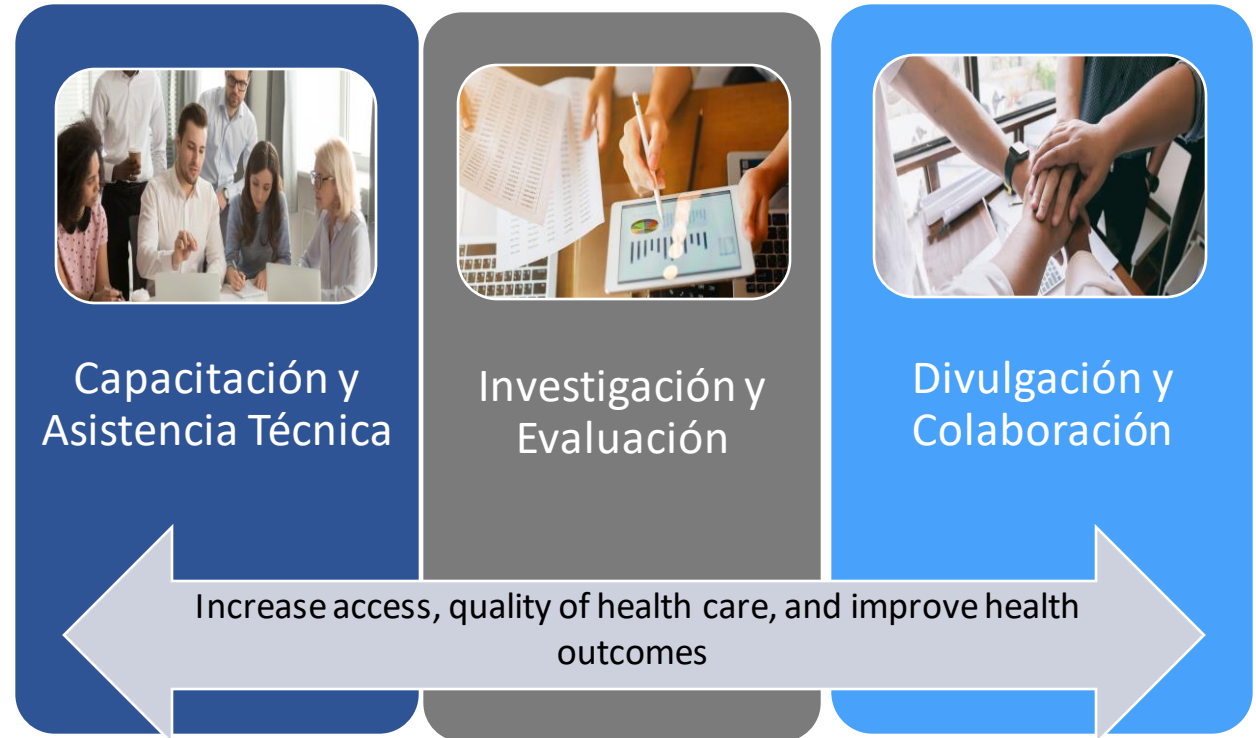 Capacitación y
Asistencia Técnica
Investigación y
Evaluación
Divulgación y
Colaboración
Increase access, quality of health care, and improve health
outcomes